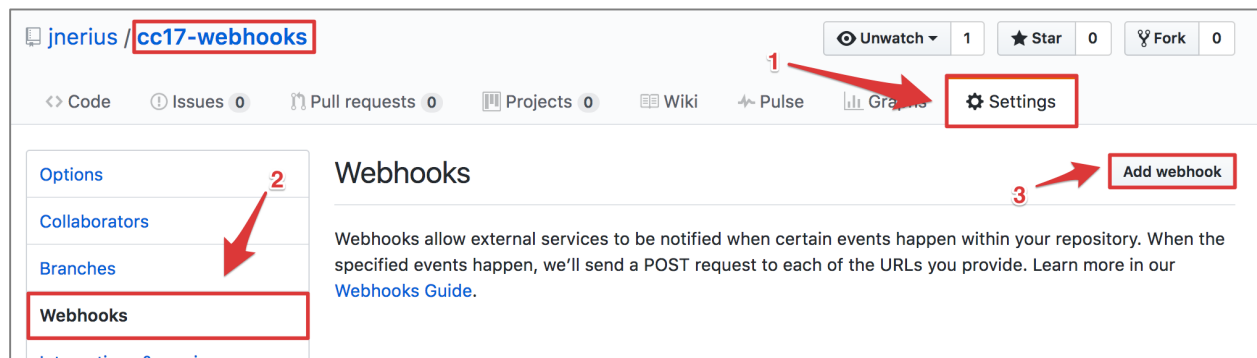 jnerius / cc17-webhooks
Unwatch 1 Star 0 Fork 0
1
Code Issues 0 Pull requests 0 Projects 0 Wiki Pulse Graphs Settings
Options
2
Webhooks
Add webhook
3
Collaborators
Webhooks allow external services to be notified when certain events happen within your repository. When the
specified events happen, we'll send a POST request to each of the URLs you provide. Learn more in our
Webhooks Guide.
Branches
Webhooks